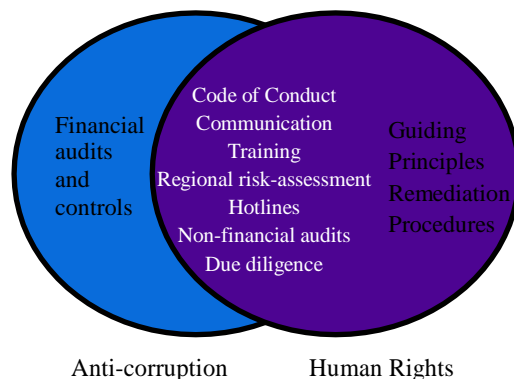 Financial
audits
and
controls
Code of Conduct
Communication
Training
Regional risk-assessment
Hotlines
Non-financial audits
Due diligence
Guiding
Principles
Remediation
Procedures
Anti-corruption
Human Rights